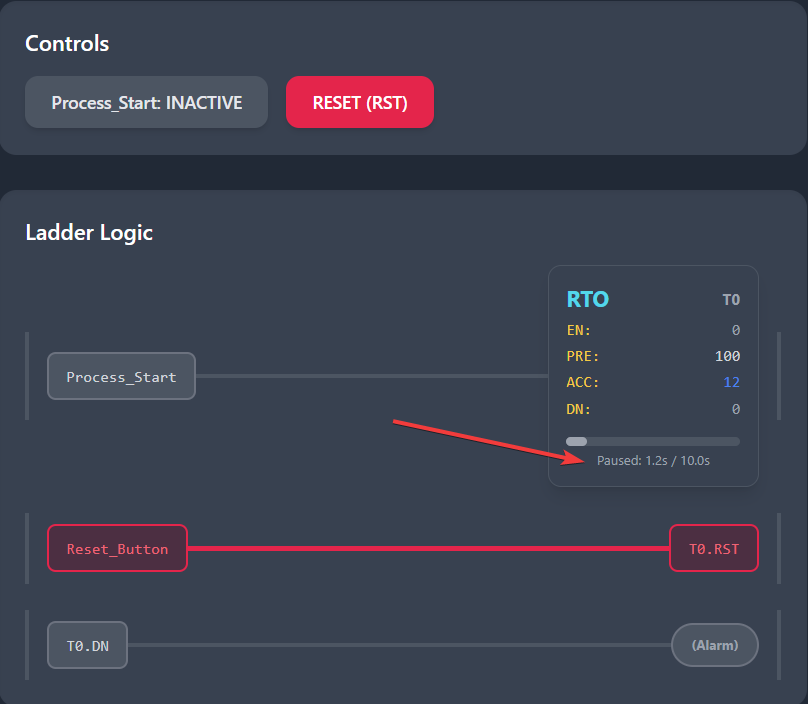 Controls
Process_Start: INACTIVE
RESET (RST)
Ladder Logic
RTO T0
EN: 0
PRE: 100
Process_Start
ACC: 12
DN: 0
Paused: 1.2s / 10.0s
Reset_Button
T0.RST
T0.DN
(Alarm)